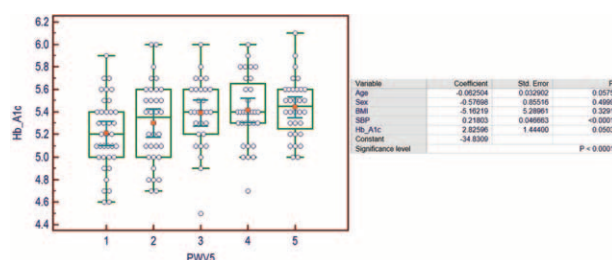 6.2
6.0
5.8
5.6
5.4
5.2
5.0
4.8
4.6
4.4
Hb_A1c
1 2 3 4 5
PWV5
Variable Coefficient Std. Error P
Age -0.062504 0.032902 0.0575
Sex -0.57698 0.85516 0.4999
BMI -5.16219 5.28961 0.3291
SBP 0.21803 0.046663 <0.0001
Hb_A1c 2.82596 1.44400 0.0503
Constant -34.8309
Significance level P < 0.0001